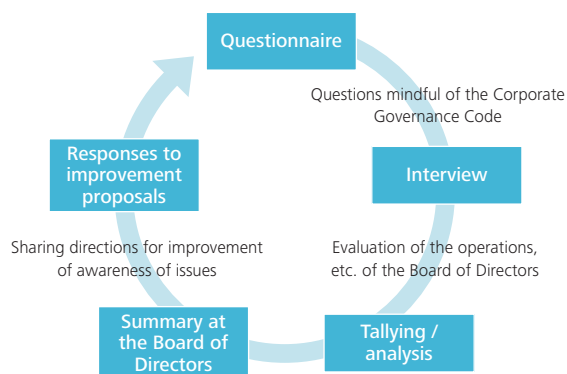 Questionnaire
Questions mindful of the Corporate
Governance Code
Interview
Evaluation of the operations,
etc. of the Board of Directors
Tallying /
analysis
Summary at
the Board of
Directors
Sharing directions for improvement
of awareness of issues
Responses to
improvement
proposals